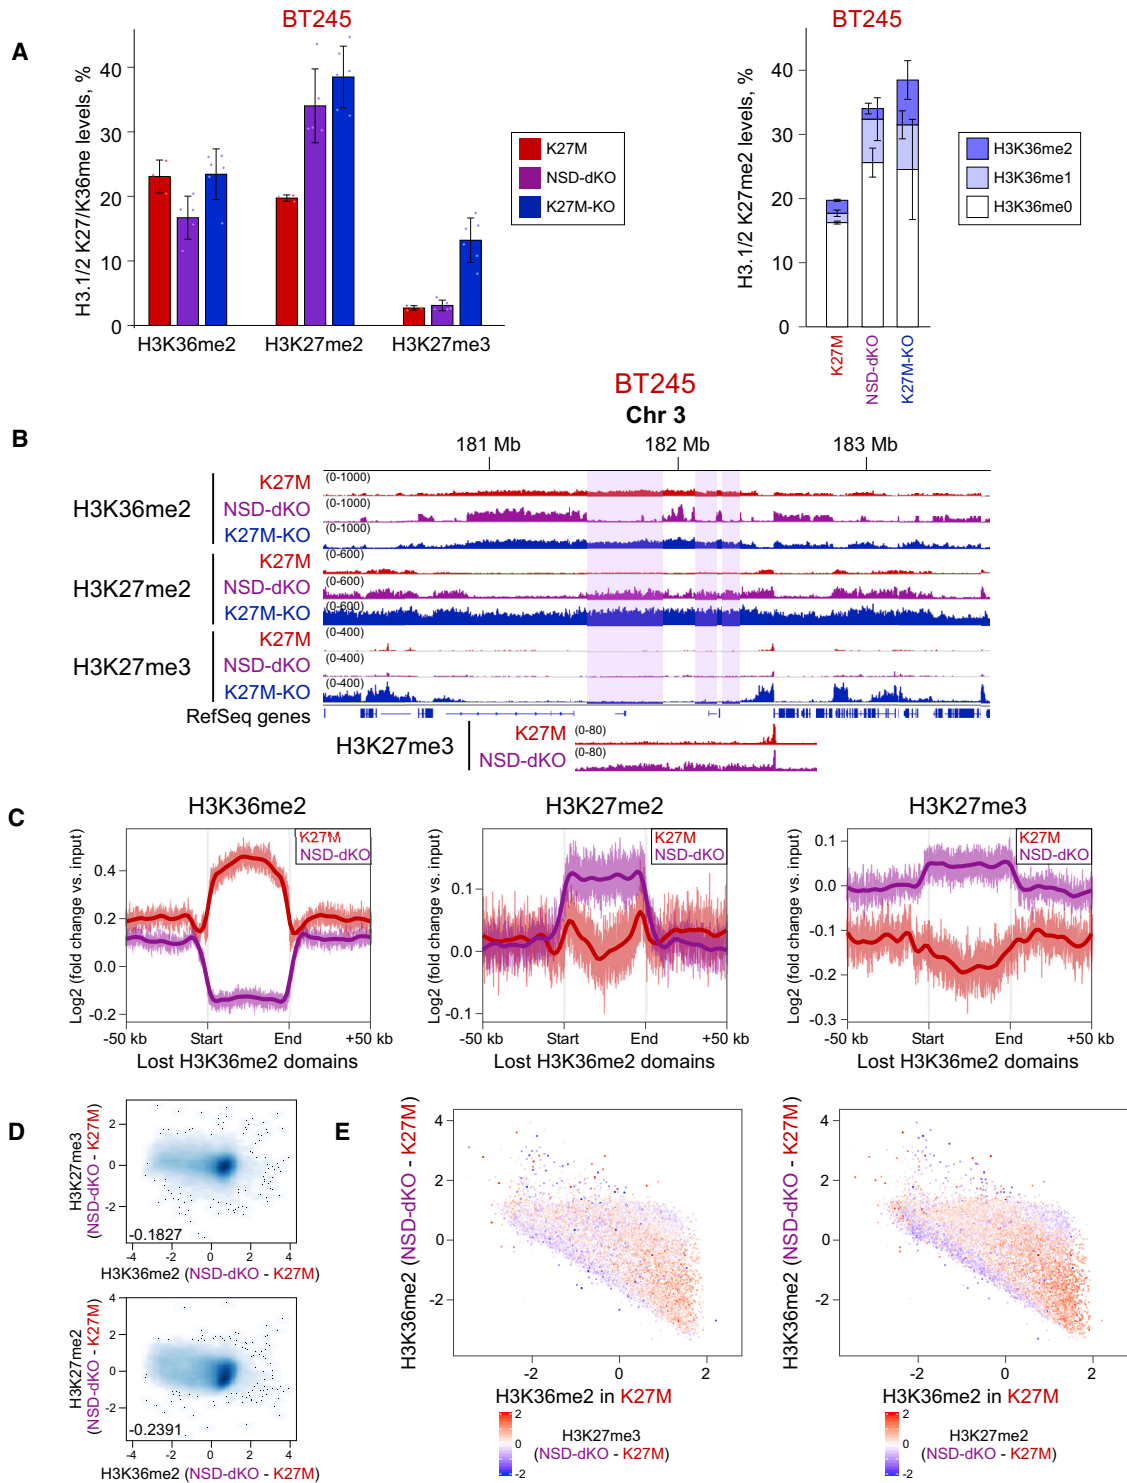 A
BT245
H3.1/2 K27/K36me levels, %
40
30
20
10
0
H3K36me2
H3K27me2
H3K27me3
K27M
NSD-dKO
K27M-KO
BT245
H3.1/2 K27me2 levels, %
40
30
20
10
0
K27M
NSD-dKO
K27M-KO
H3K36me2
H3K36me1
H3K36me0
B
BT245
Chr 3
181 Mb
182 Mb
183 Mb
H3K36me2
K27M
(0-1000)
NSD-dKO
(0-1000)
K27M-KO
(0-1000)
H3K27me2
K27M
(0-600)
NSD-dKO
(0-600)
K27M-KO
(0-600)
H3K27me3
K27M
(0-400)
NSD-dKO
(0-400)
K27M-KO
(0-400)
RefSeq genes
H3K27me3
K27M
(0-80)
NSD-dKO
(0-80)
C
H3K36me2
Log2 (fold change vs. input)
0.4
0.2
0.0
-0.2
K27M
NSD-dKO
-50 kb
Start
End
+50 kb
Lost H3K36me2 domains
H3K27me2
Log2 (fold change vs. input)
0.1
0.0
-0.1
K27M
NSD-dKO
-50 kb
Start
End
+50 kb
Lost H3K36me2 domains
H3K27me3
Log2 (fold change vs. input)
0.1
0.0
-0.1
-0.2
-0.3
K27M
NSD-dKO
-50 kb
Start
End
+50 kb
Lost H3K36me2 domains
D
H3K27me3
(NSD-dKO - K27M)
2
0
-2
-0.1827
-4
-2
0
2
4
H3K36me2 (NSD-dKO - K27M)
H3K27me2
(NSD-dKO - K27M)
4
2
0
-2
-0.2391
-4
-2
0
2
4
H3K36me2 (NSD-dKO - K27M)
E
H3K36me2 (NSD-dKO - K27M)
4
2
0
-2
-2
0
2
H3K36me2 in K27M
2
0
-2
H3K27me3
(NSD-dKO - K27M)
H3K36me2 (NSD-dKO - K27M)
4
2
0
-2
-2
0
2
H3K36me2 in K27M
2
0
-2
H3K27me2
(NSD-dKO - K27M)